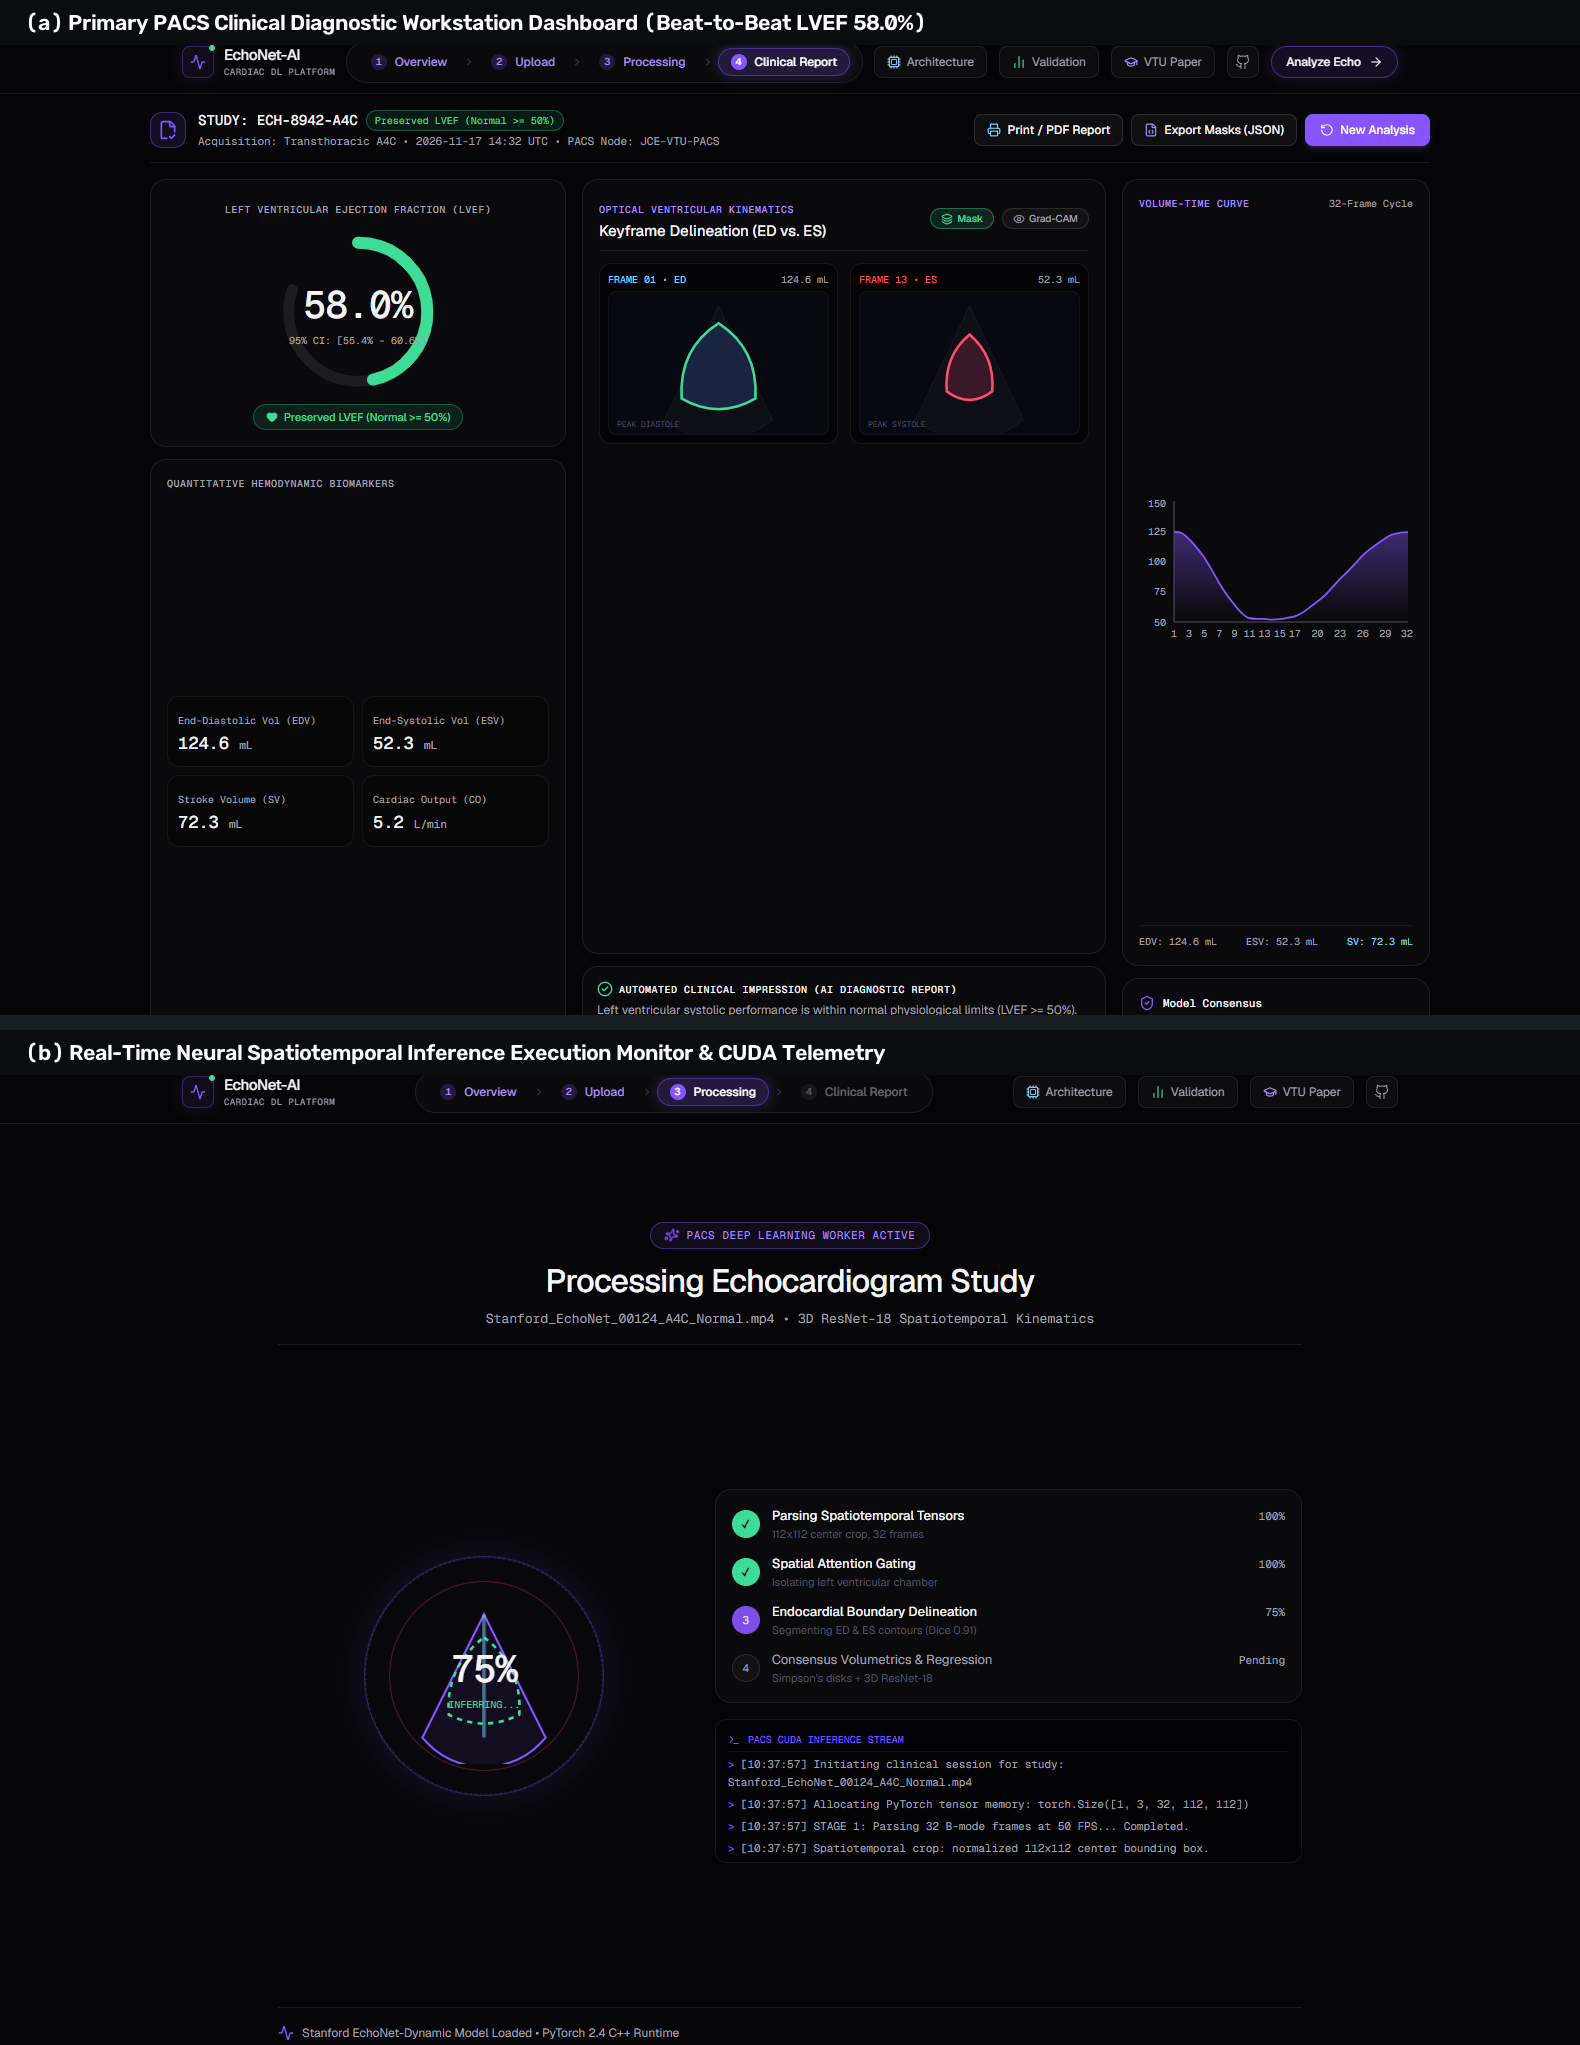 (a) Primary PACS Clinical Diagnostic Workstation Dashboard (Beat-to-Beat LVEF 58.0%)
EchoNet-AI
CARDIAC DL PLATFORM
1 Overview > 2 Upload > 3 Processing > 4 Clinical Report
Architecture
Validation
VTU Paper
Analyze Echo →
STUDY: ECH-8942-A4C
Preserved LVEF (Normal >= 50%)
Acquisition: Transthoracic A4C • 2026-11-17 14:32 UTC • PACS Node: JCE-VTU-PACS
Print / PDF Report
Export Masks (JSON)
New Analysis
LEFT VENTRICULAR EJECTION FRACTION (LVEF)
58.0%
95% CI: [55.4% - 60.6
Preserved LVEF (Normal >= 50%)
QUANTITATIVE HEMODYNAMIC BIOMARKERS
End-Diastolic Vol (EDV)
124.6 mL
End-Systolic Vol (ESV)
52.3 mL
Stroke Volume (SV)
72.3 mL
Cardiac Output (CO)
5.2 L/min
OPTICAL VENTRICULAR KINEMATICS
Keyframe Delineation (ED vs. ES)
Mask
Grad-CAM
FRAME 01 • ED
124.6 mL
PEAK DIASTOLE
FRAME 13 • ES
52.3 mL
PEAK SYSTOLE
AUTOMATED CLINICAL IMPRESSION (AI DIAGNOSTIC REPORT)
Left ventricular systolic performance is within normal physiological limits (LVEF >= 50%).
VOLUME-TIME CURVE
32-Frame Cycle
150
125
100
75
50
1 3 5 7 9 11 13 15 17 20 23 26 29 32
EDV: 124.6 mL
ESV: 52.3 mL
SV: 72.3 mL
Model Consensus
(b) Real-Time Neural Spatiotemporal Inference Execution Monitor & CUDA Telemetry
EchoNet-AI
CARDIAC DL PLATFORM
1 Overview > 2 Upload > 3 Processing > 4 Clinical Report
Architecture
Validation
VTU Paper
PACS DEEP LEARNING WORKER ACTIVE
Processing Echocardiogram Study
Stanford_EchoNet_00124_A4C_Normal.mp4 • 3D ResNet-18 Spatiotemporal Kinematics
75%
INFERRING...
✓ Parsing Spatiotemporal Tensors 100%
112x112 center crop, 32 frames
✓ Spatial Attention Gating 100%
Isolating left ventricular chamber
3 Endocardial Boundary Delineation 75%
Segmenting ED & ES contours (Dice 0.91)
4 Consensus Volumetrics & Regression Pending
Simpson's disks + 3D ResNet-18
>_ PACS CUDA INFERENCE STREAM
> [10:37:57] Initiating clinical session for study:
Stanford_EchoNet_00124_A4C_Normal.mp4
> [10:37:57] Allocating PyTorch tensor memory: torch.Size([1, 3, 32, 112, 112])
> [10:37:57] STAGE 1: Parsing 32 B-mode frames at 50 FPS... Completed.
> [10:37:57] Spatiotemporal crop: normalized 112x112 center bounding box.
Stanford EchoNet-Dynamic Model Loaded • PyTorch 2.4 C++ Runtime